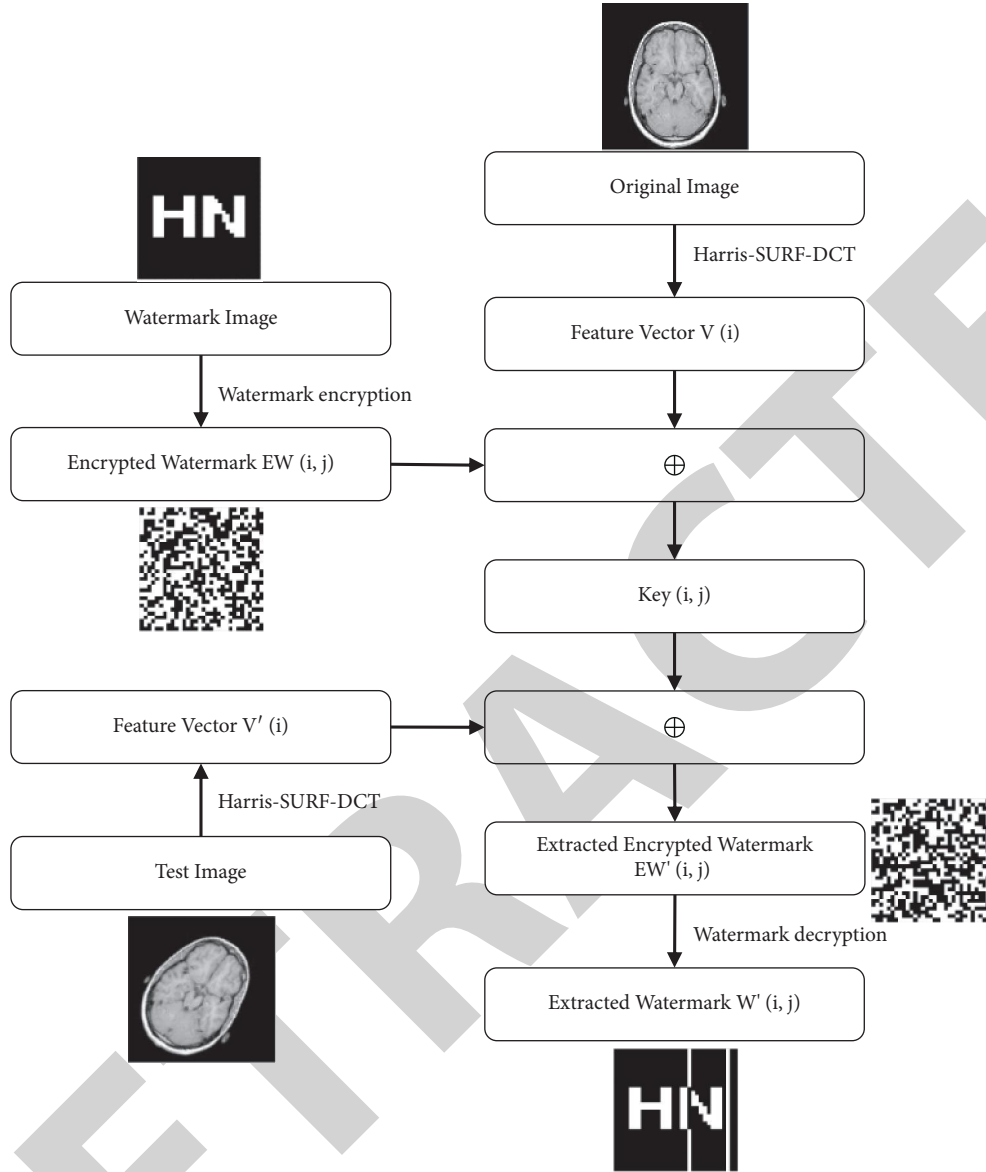 Original Image
Harris-SURF-DCT
HN
Watermark Image
Feature Vector V (i)
Watermark encryption
Encrypted Watermark EW (i, j)
⊕
Key (i, j)
Feature Vector V′ (i)
⊕
Harris-SURF-DCT
Test Image
Extracted Encrypted Watermark
EW' (i, j)
Watermark decryption
Extracted Watermark W' (i, j)
HN
ETRACTE